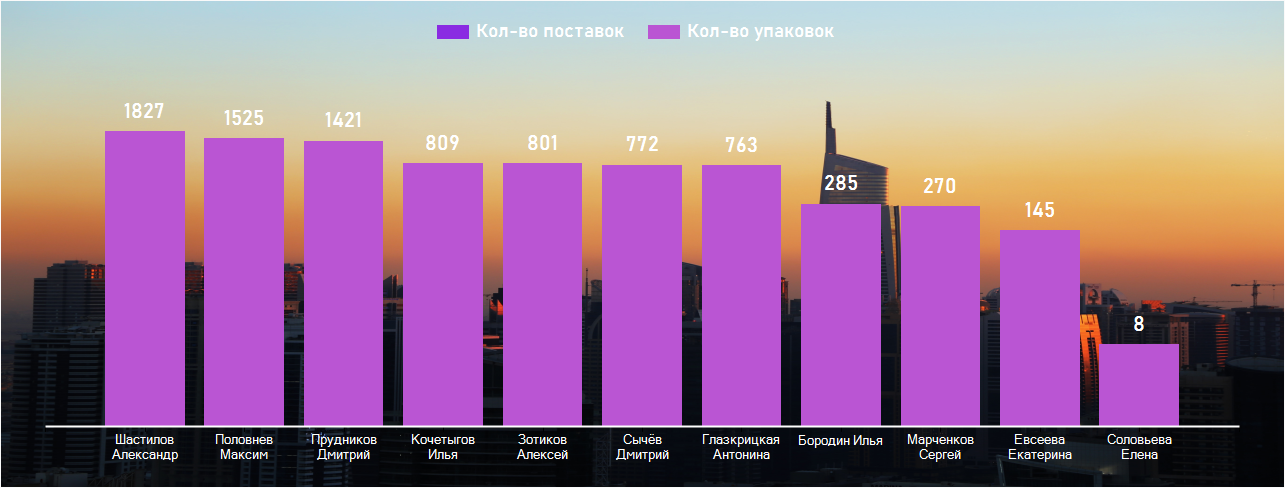 Кол-во поставок Кол-во упаковок
1827 1525 1421 809 801 772 763 285 270 145 8
Шастилов Половнев Прудников Кочетыгов Зотиков Сычёв Глазкрицкая Бородин Илья Марченков Евсеева Соловьева
Александр Максим Дмитрий Илья Алексей Дмитрий Антонина Сергей Екатерина Елена